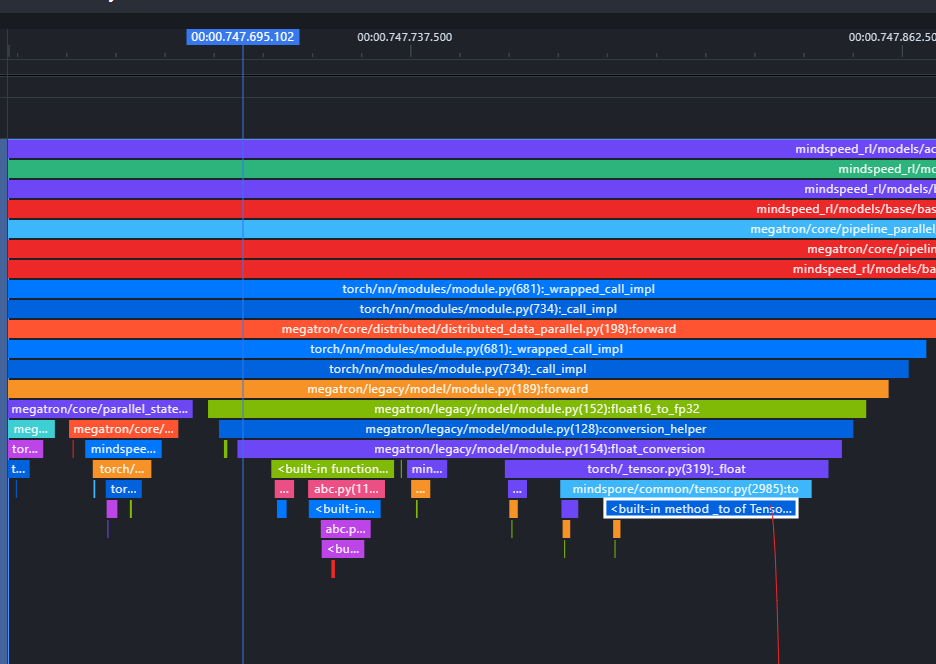 00:00.747.695.102
00:00.747.737.500
00:00.747.862.50
mindspeed_rl/models/ac
mindspeed_rl/mo
mindspeed_rl/models/
mindspeed_rl/models/base/bas
megatron/core/pipeline_parallel
megatron/core/pipelin
mindspeed_rl/models/ba
torch/nn/modules/module.py(681):_wrapped_call_impl
torch/nn/modules/module.py(734):_call_impl
megatron/core/distributed/distributed_data_parallel.py(198):forward
torch/nn/modules/module.py(681):_wrapped_call_impl
torch/nn/modules/module.py(734):_call_impl
megatron/legacy/model/module.py(189):forward
megatron/core/parallel_state... megatron/legacy/model/module.py(152):float16_to_fp32
meg... megatron/core/... megatron/legacy/model/module.py(128):conversion_helper
tor... mindspee... megatron/legacy/model/module.py(154):float_conversion
t... torch/... <built-in function... min... torch/_tensor.py(319):_float
tor... ... abc.py(11... ... ... mindspore/common/tensor.py(2985):to
<built-in... <built-in method _to of Tenso...
abc.p...
<bu...